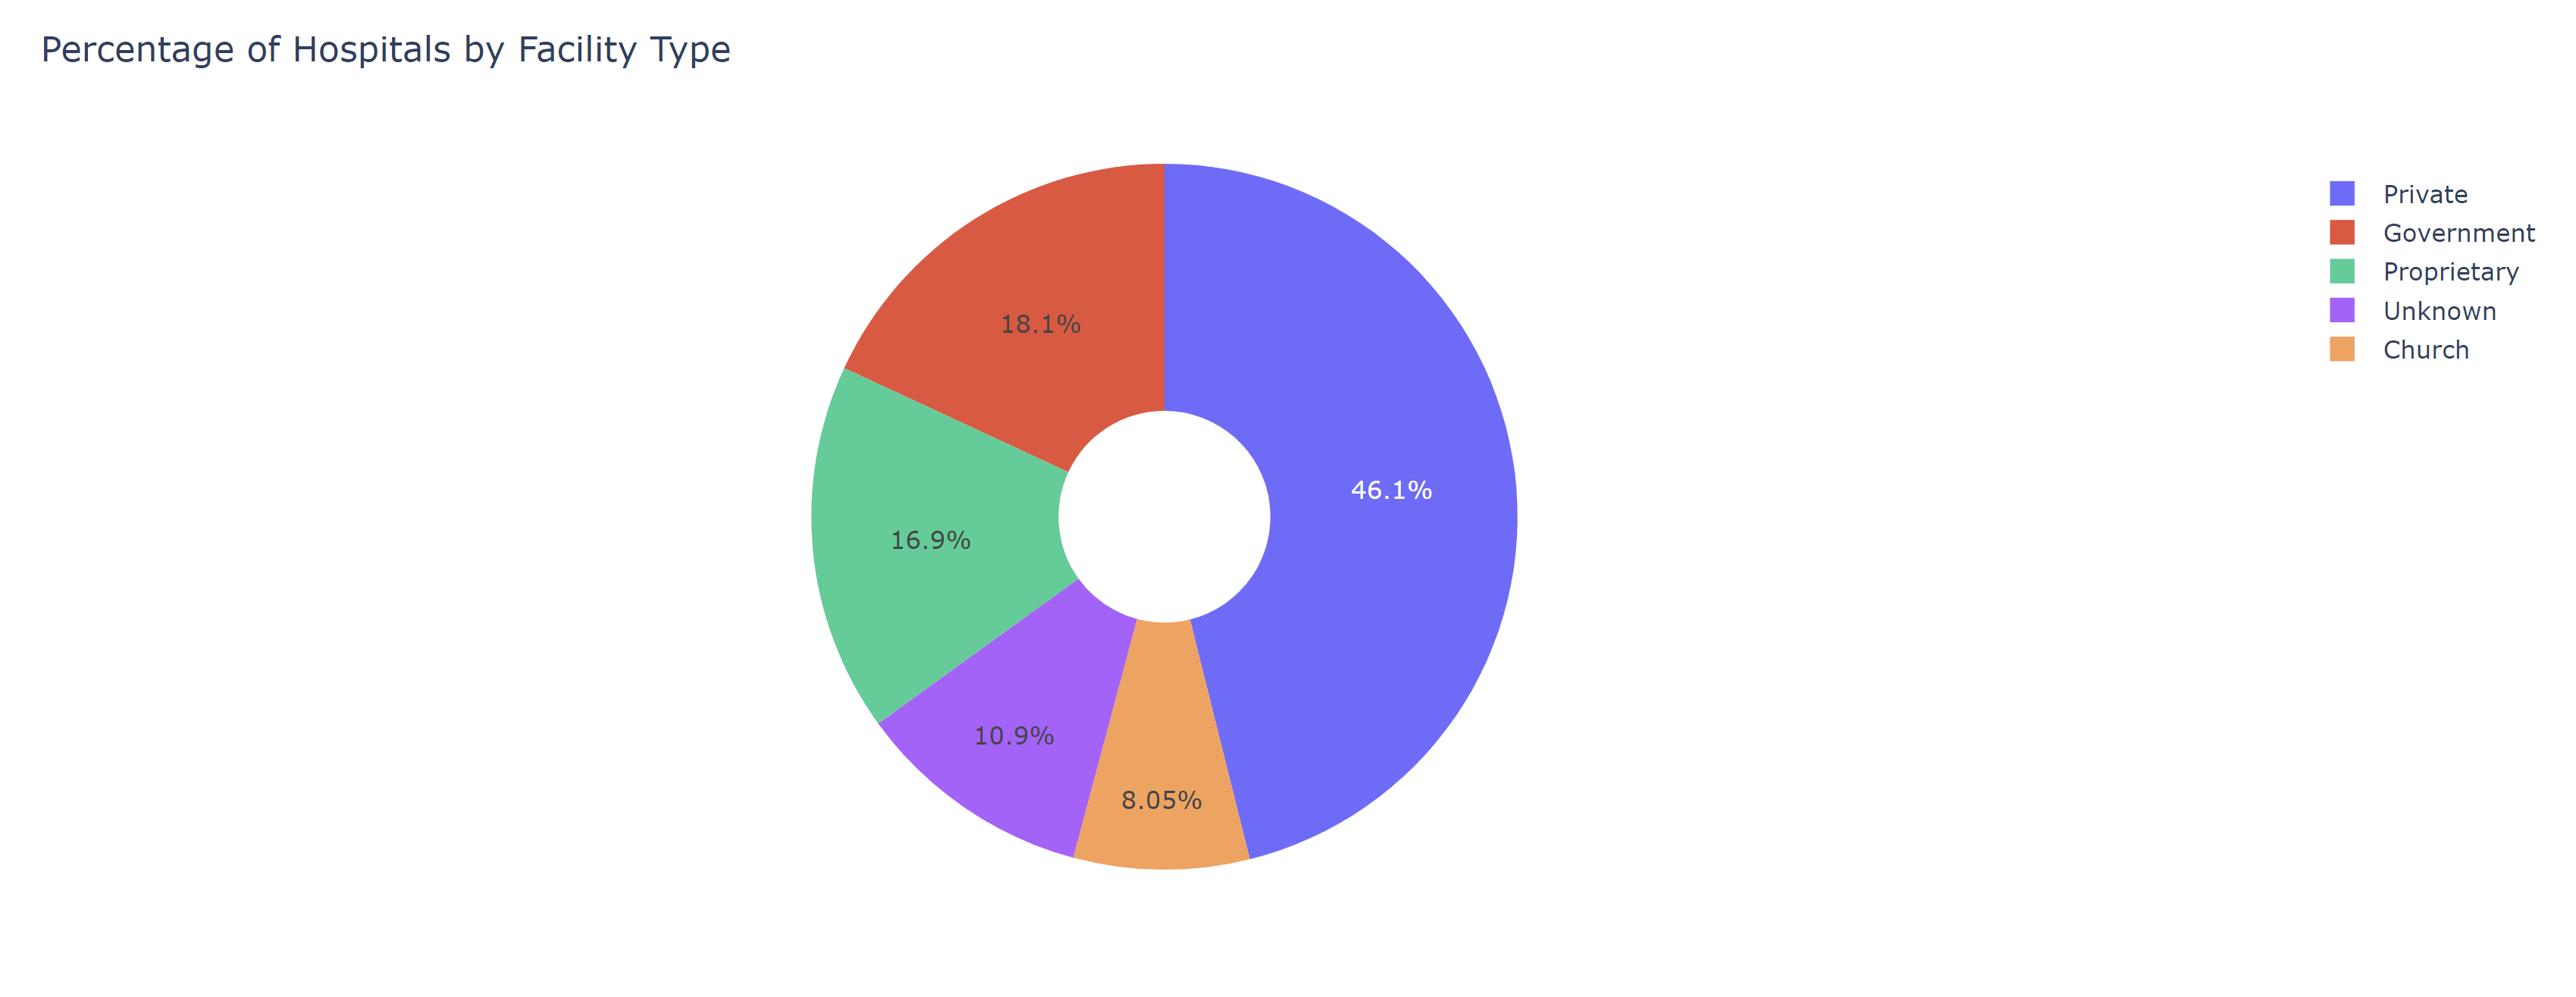 Percentage of Hospitals by Facility Type
Private
Government
Proprietary
Unknown
Church
18.1%
46.1%
16.9%
10.9%
8.05%